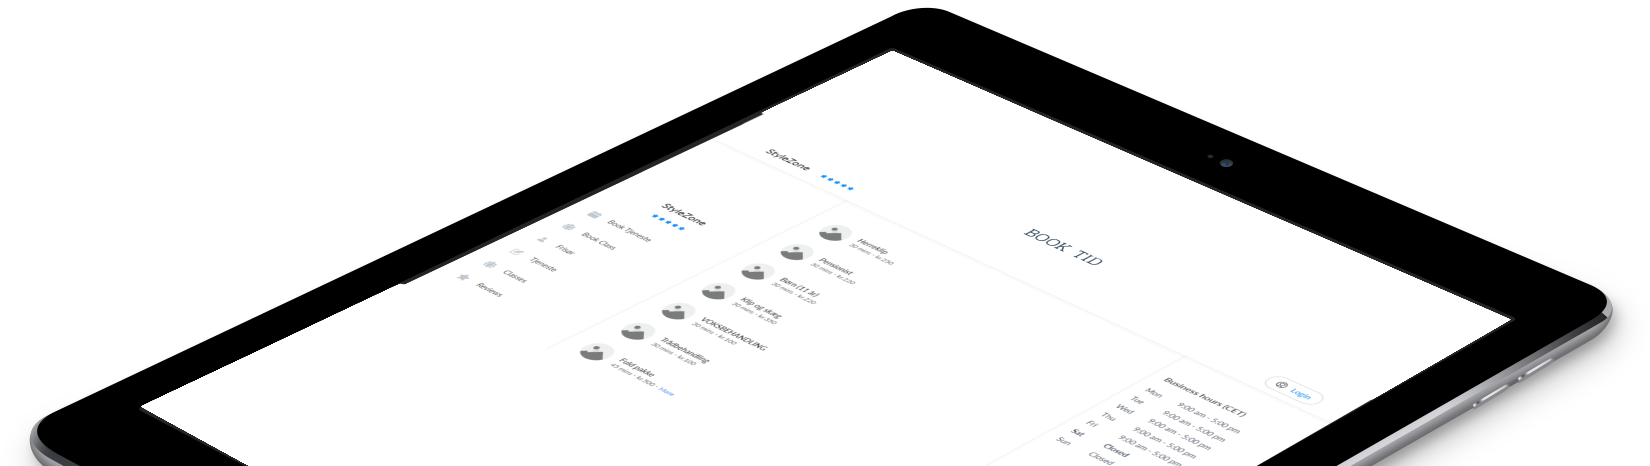 StyleZone
StyleZone
Book Tjeneste
Book Class
Frisør
Tjeneste
Classes
Reviews
BOOK TID
Herreklip
30 mins · kr.230
Pensionist
30 mins · kr.220
Børn (11 år)
30 mins · kr.220
Klip og skæg
30 mins · kr.350
VOKSBEHANDLING
30 mins · kr.100
Trådbehandling
30 mins · kr.100
Fuld pakke
45 mins · kr.500 · More
Login
Business hours (CET)
Mon 9:00 am - 5:00 pm
Tue 9:00 am - 5:00 pm
Wed 9:00 am - 5:00 pm
Thu 9:00 am - 5:00 pm
Fri 9:00 am - 5:00 pm
Sat Closed
Sun Closed